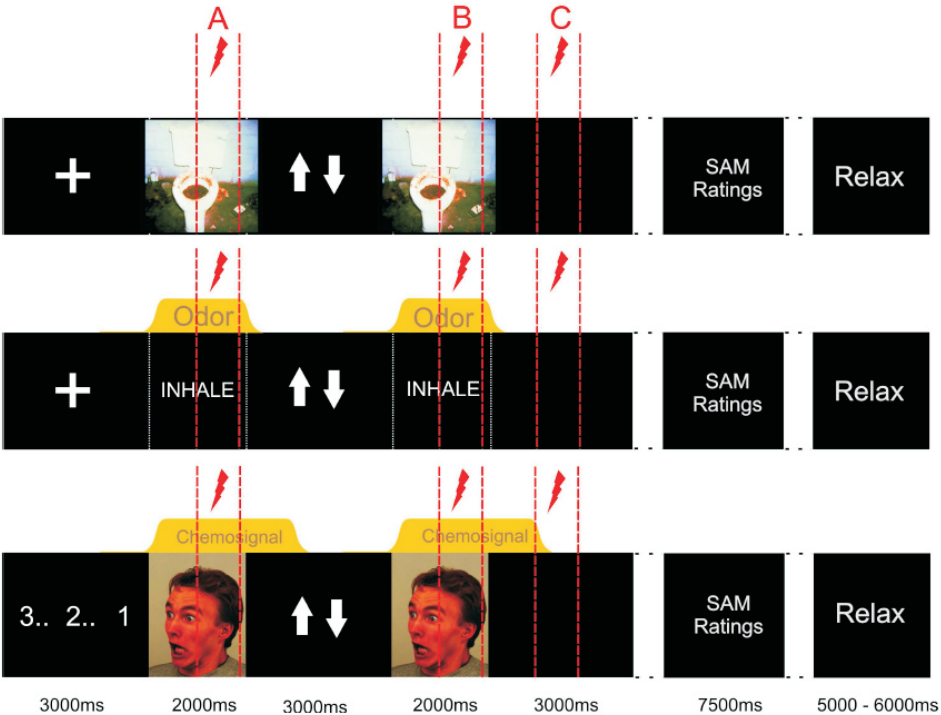 A
B
C
+
SAM
Ratings
Relax
Odor
Odor
+
INHALE
INHALE
SAM
Ratings
Relax
Chemosignal
Chemosignal
3.. 2.. 1
SAM
Ratings
Relax
3000ms
2000ms
3000ms
2000ms
3000ms
7500ms
5000 - 6000ms